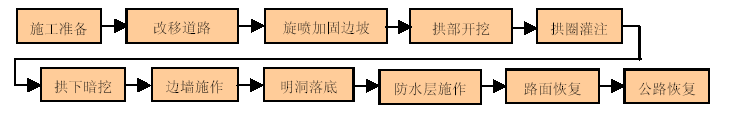 施工准备 改移道路 旋喷加固边坡 拱部开挖 拱圈灌注
拱下暗挖 边墙施作 明洞落底 防水层施作 路面恢复 公路恢复